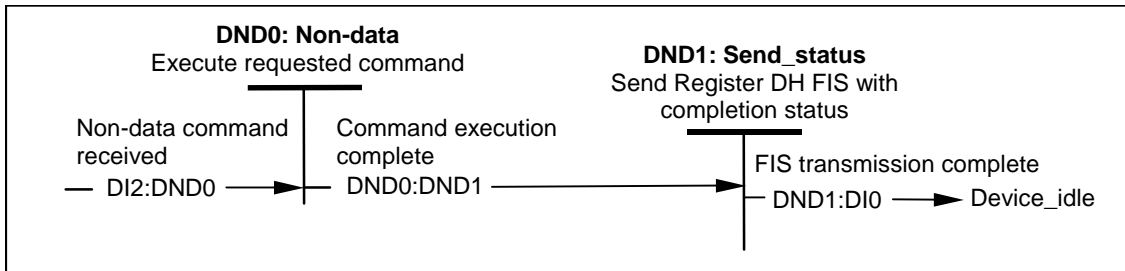 DND0: Non-data
Execute requested command
DND1: Send_status
Send Register DH FIS with
completion status
Non-data command
received
Command execution
complete
FIS transmission complete
DI2:DND0
DND0:DND1
DND1:DI0
Device_idle